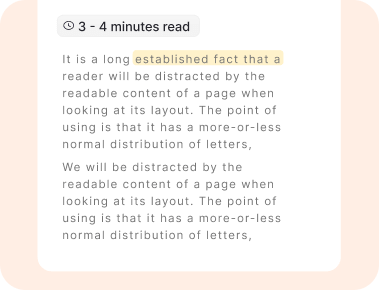 3 - 4 minutes read
It is a long established fact that a
reader will be distracted by the
readable content of a page when
looking at its layout. The point of
using is that it has a more-or-less
normal distribution of letters,
We will be distracted by the
readable content of a page when
looking at its layout. The point of
using is that it has a more-or-less
normal distribution of letters,